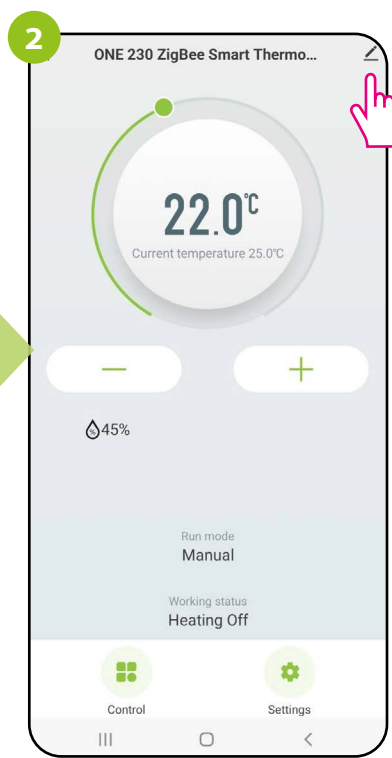 2
ONE 230 ZigBee Smart Thermo...
22.0°C
Current temperature 25.0°C
%45%
Run mode
Manual
Working status
Heating Off
Control
Settings